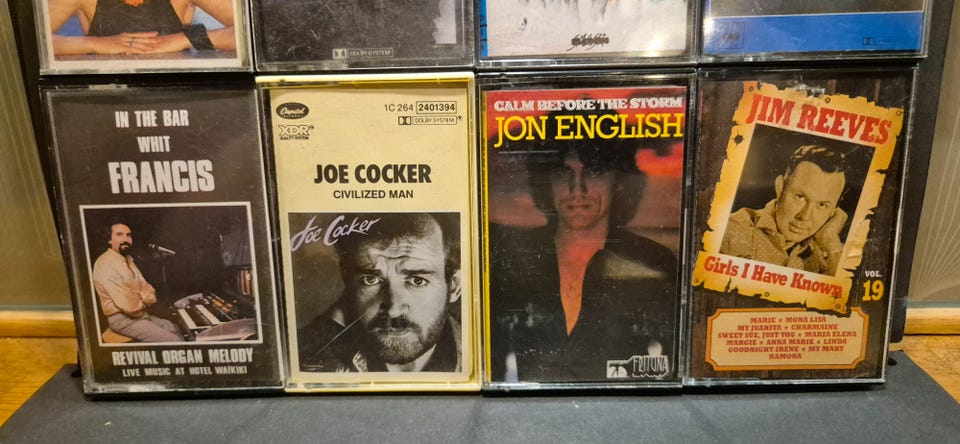 DOLBY SYSTEM
IN THE BAR
WHIT
FRANCIS
REVIVAL ORGAN MELODY
LIVE MUSIC AT HOTEL WAIKIKI
Capitol
XDR
1C 264 2401394
DOLBY SYSTEM
JOE COCKER
CIVILIZED MAN
Joe Cocker
CALM BEFORE THE STORM
JON ENGLISH
FRITUNA
JIM REEVES
Girls I Have Known
VOL.
19
MARIE ★ MONA LISA
MY JUANITA ★ CHARMAINE
SWEET SUE, JUST YOU ★ MARIA ELENA
MARGIE ★ ANNA MARIE ★ LINDA
GOODNIGHT IRENE ★ MY MARY
RAMONA